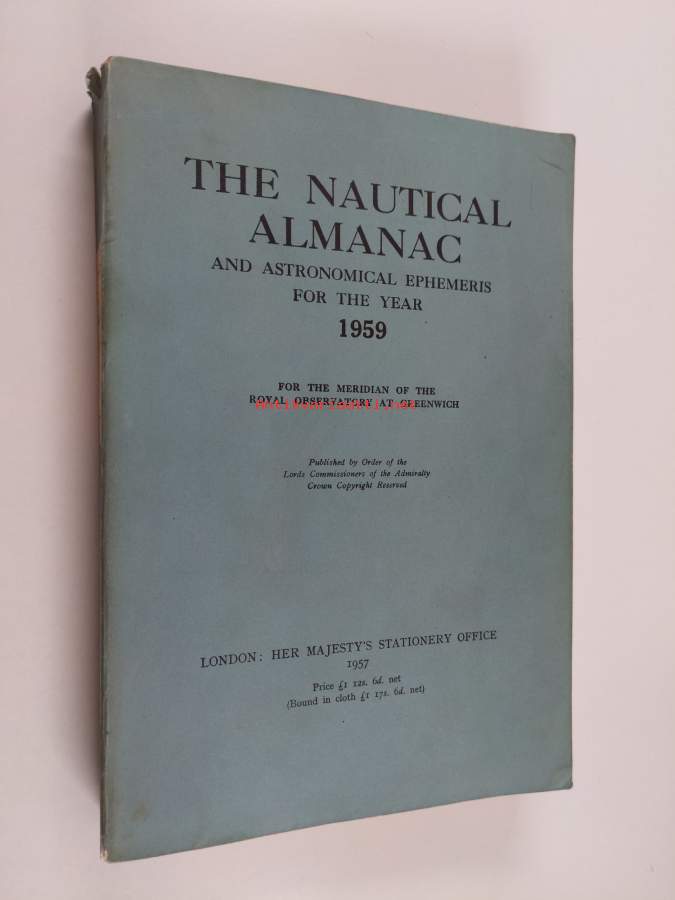 THE NAUTICAL
ALMANAC
AND ASTRONOMICAL EPHEMERIS
FOR THE YEAR
1959
FOR THE MERIDIAN OF THE
ROYAL OBSERVATORY AT GREENWICH
antikvariaatti.net
Published by Order of the
Lords Commissioners of the Admiralty
Crown Copyright Reserved
LONDON: HER MAJESTY'S STATIONERY OFFICE
1957
Price £1 12s. 6d. net
(Bound in cloth £1 17s. 6d. net)